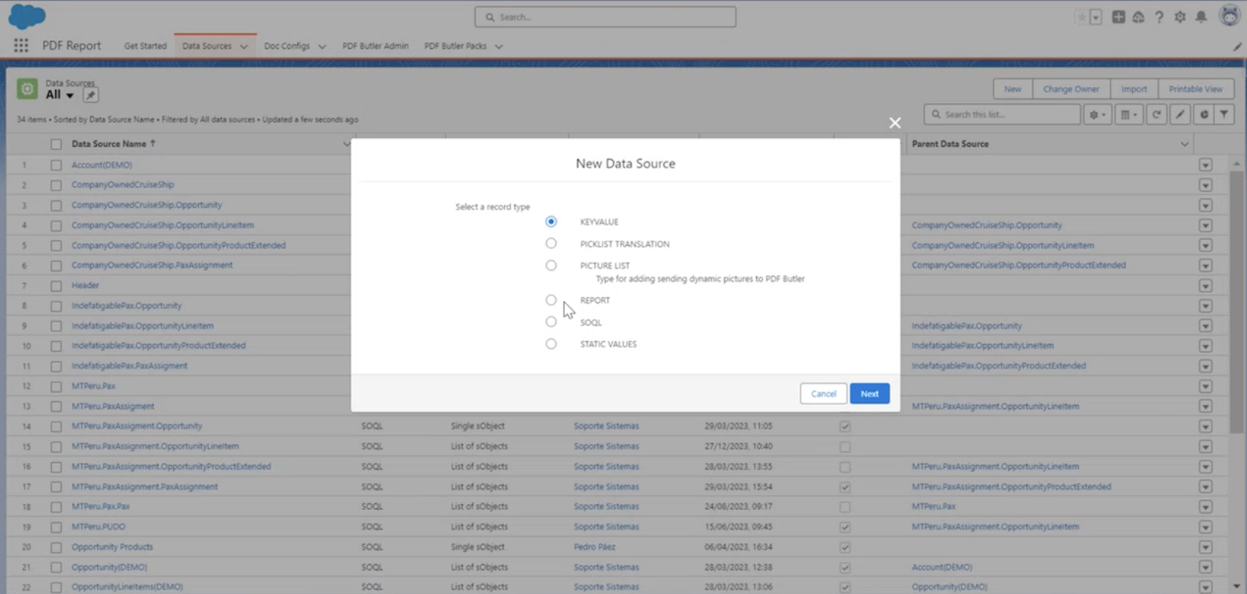 Search...
PDF Report Get Started Data Sources Doc Configs PDF Butler Admin PDF Butler Packs
Data Sources
All
New Change Owner Import Printable View
34 items • Sorted by Data Source Name • Filtered by All data sources • Updated a few seconds ago
Search this list...
Data Source Name ↑ Parent Data Source
1 Account(DEMO)
2 CompanyOwnedCruiseShip
3 CompanyOwnedCruiseShip.Opportunity
4 CompanyOwnedCruiseShip.OpportunityLineItem CompanyOwnedCruiseShip.Opportunity
5 CompanyOwnedCruiseShip.OpportunityProductExtended CompanyOwnedCruiseShip.OpportunityLineItem
6 CompanyOwnedCruiseShip.PaxAssignment CompanyOwnedCruiseShip.OpportunityProductExtended
7 Header
8 IndefatigablePax.Opportunity
9 IndefatigablePax.OpportunityLineItem IndefatigablePax.Opportunity
10 IndefatigablePax.OpportunityProductExtended IndefatigablePax.OpportunityLineItem
11 IndefatigablePax.PaxAssigment IndefatigablePax.OpportunityProductExtended
12 MTPeru.Pax
13 MTPeru.PaxAssigment MTPeru.PaxAssignment.OpportunityLineItem
14 MTPeru.PaxAssigment.Opportunity SOQL Single sObject Soporte Sistemas 29/03/2023, 11:05
15 MTPeru.PaxAssignment.OpportunityLineItem SOQL List of sObjects Soporte Sistemas 27/12/2023, 10:40
16 MTPeru.PaxAssignment.OpportunityProductExtended SOQL List of sObjects Soporte Sistemas 28/03/2023, 13:55 MTPeru.PaxAssignment.OpportunityLineItem
17 MTPeru.PaxAssignment.PaxAssignment SOQL List of sObjects Soporte Sistemas 29/03/2023, 15:54 MTPeru.PaxAssignment.OpportunityProductExtended
18 MTPeru.Pax.Pax SOQL List of sObjects Soporte Sistemas 24/08/2023, 09:17 MTPeru.Pax
19 MTPeru.PUDO SOQL List of sObjects Soporte Sistemas 15/06/2023, 09:45 MTPeru.PaxAssignment.OpportunityLineItem
20 Opportunity Products SOQL Single sObject Pedro Páez 06/04/2023, 16:34
21 Opportunity(DEMO) SOQL List of sObjects Soporte Sistemas 28/03/2023, 12:38 Account(DEMO)
22 OpportunityLineItems(DEMO) SOQL List of sObjects Soporte Sistemas 28/03/2023, 13:06 Opportunity(DEMO)
New Data Source
Select a record type
KEYVALUE
PICKLIST TRANSLATION
PICTURE LIST
Type for adding sending dynamic pictures to PDF Butler
REPORT
SOQL
STATIC VALUES
Cancel Next